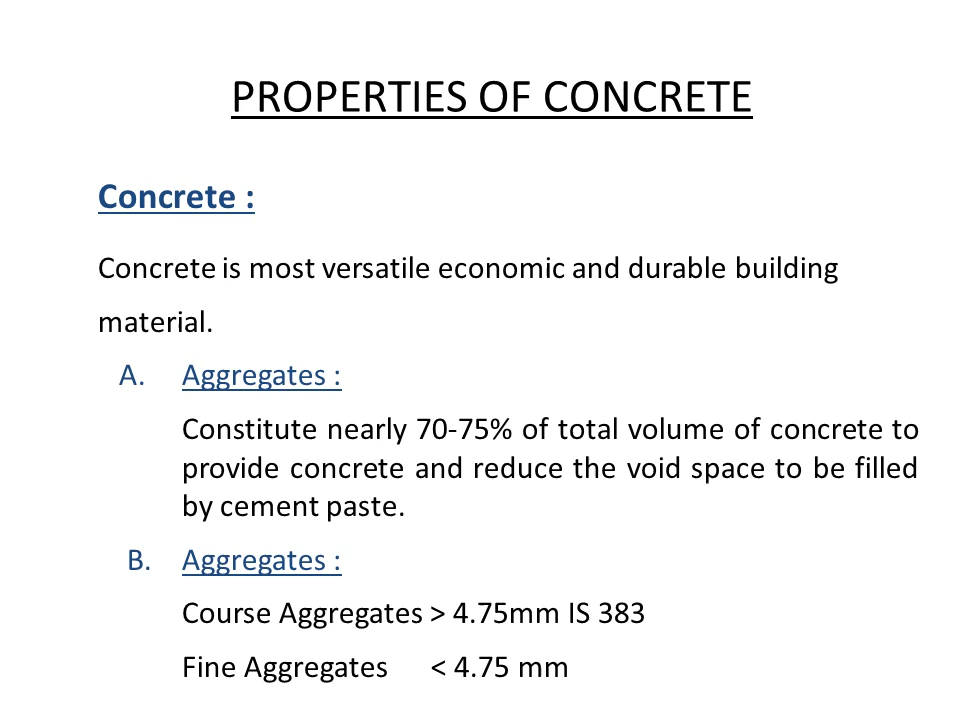 PROPERTIES OF CONCRETE
Concrete :
Concrete is most versatile economic and durable building
material.
A. Aggregates :
Constitute nearly 70-75% of total volume of concrete to
provide concrete and reduce the void space to be filled
by cement paste.
B. Aggregates :
Course Aggregates > 4.75mm IS 383
Fine Aggregates < 4.75 mm